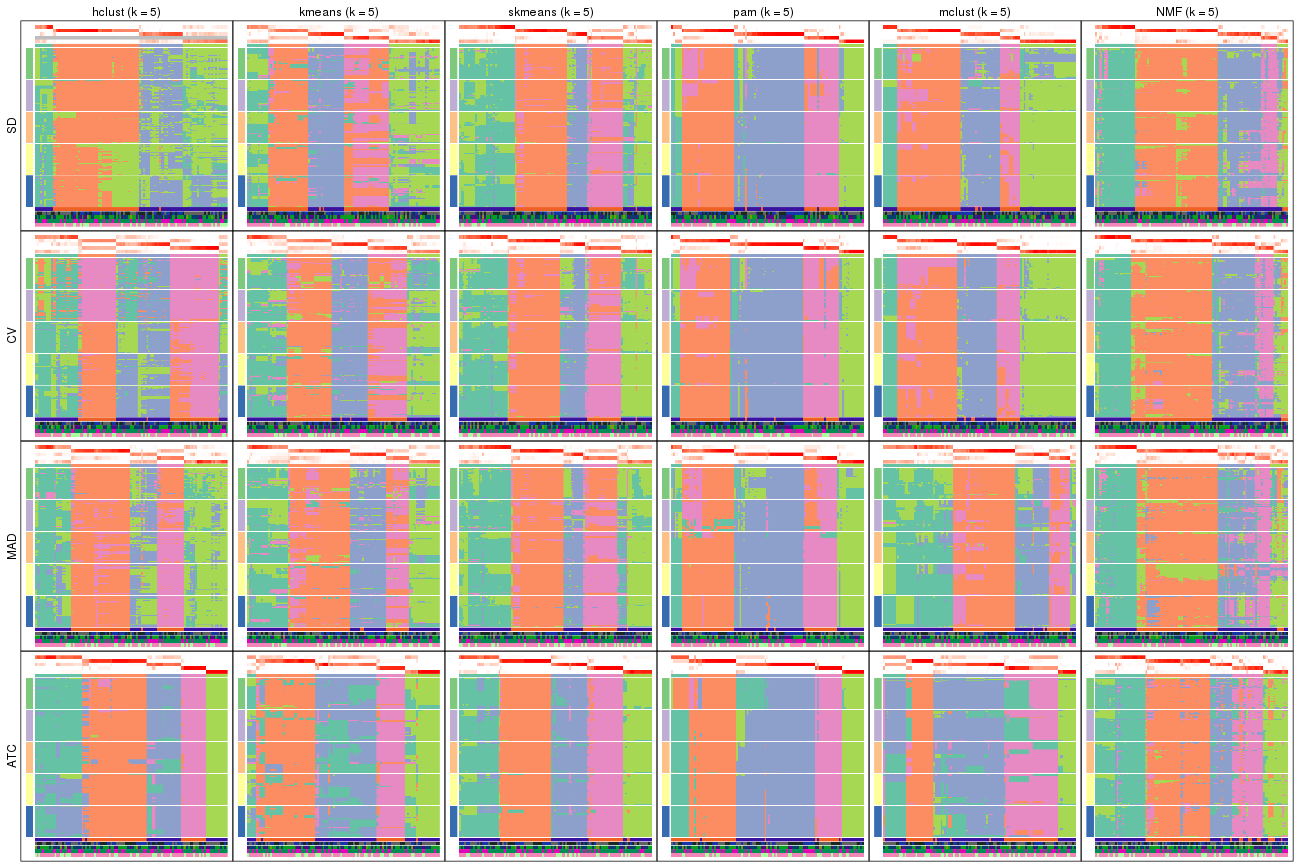 hclust (k = 5) kmeans (k = 5) skmeans (k = 5) pam (k = 5) mclust (k = 5) NMF (k = 5)
SD
CV
MAD
ATC